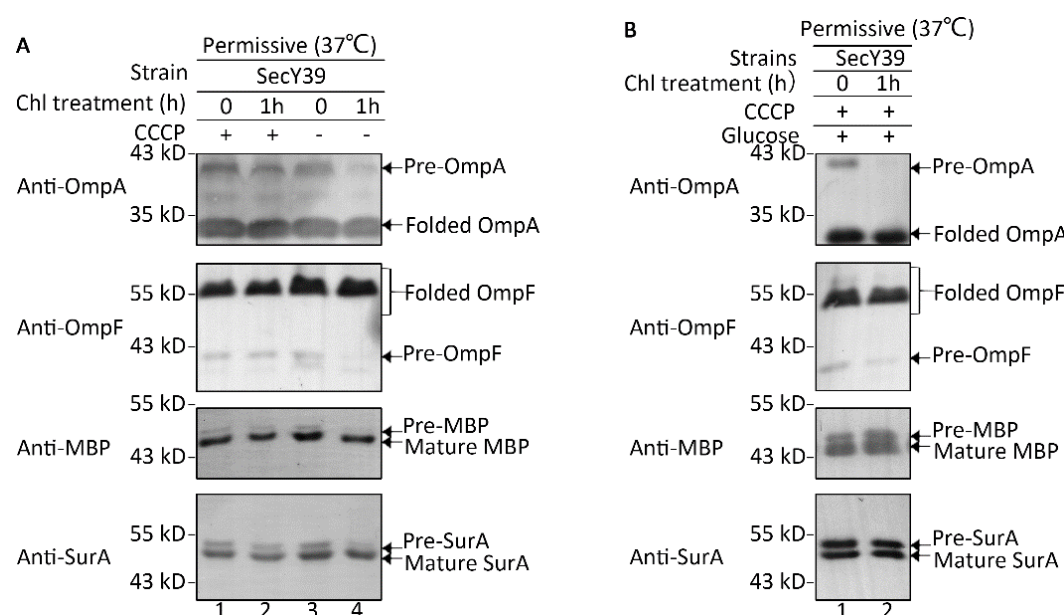 A
Permissive (37℃)
Strain SecY39
Chl treatment (h) 0 1h 0 1h
CCCP + + - -
43 kD
Anti-OmpA
Pre-OmpA
35 kD
Folded OmpA
55 kD
Folded OmpF
Anti-OmpF
43 kD
Pre-OmpF
55 kD
Pre-MBP
Anti-MBP
Mature MBP
43 kD
55 kD
Pre-SurA
Anti-SurA
Mature SurA
43 kD
1 2 3 4
B
Permissive (37℃)
Strains SecY39
Chl treatment (h) 0 1h
CCCP + +
Glucose + +
43 kD
Anti-OmpA
Pre-OmpA
35 kD
Folded OmpA
55 kD
Folded OmpF
Anti-OmpF
43 kD
Pre-OmpF
55 kD
Pre-MBP
Anti-MBP
Mature MBP
43 kD
55 kD
Pre-SurA
Anti-SurA
Mature SurA
43 kD
1 2